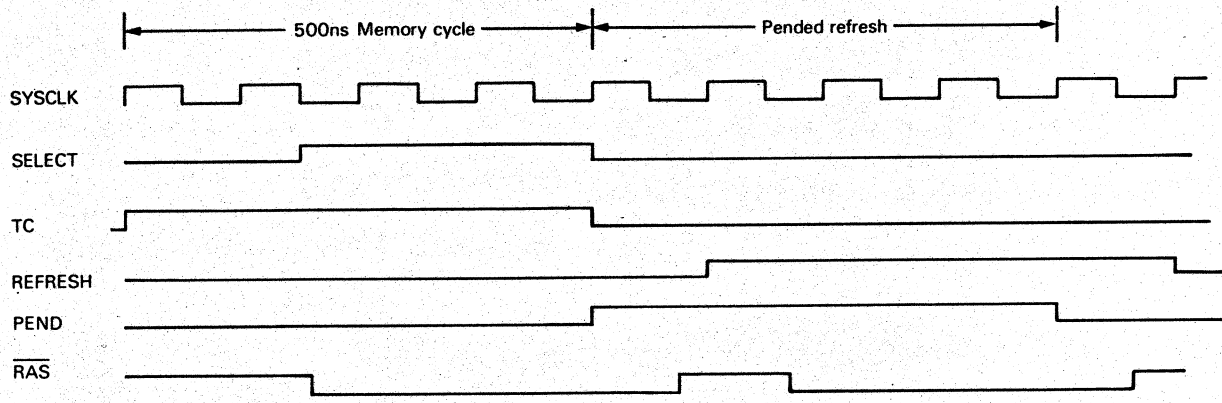 500ns Memory cycle
Pended refresh
SYSCLK
SELECT
TC
REFRESH
PEND
RAS